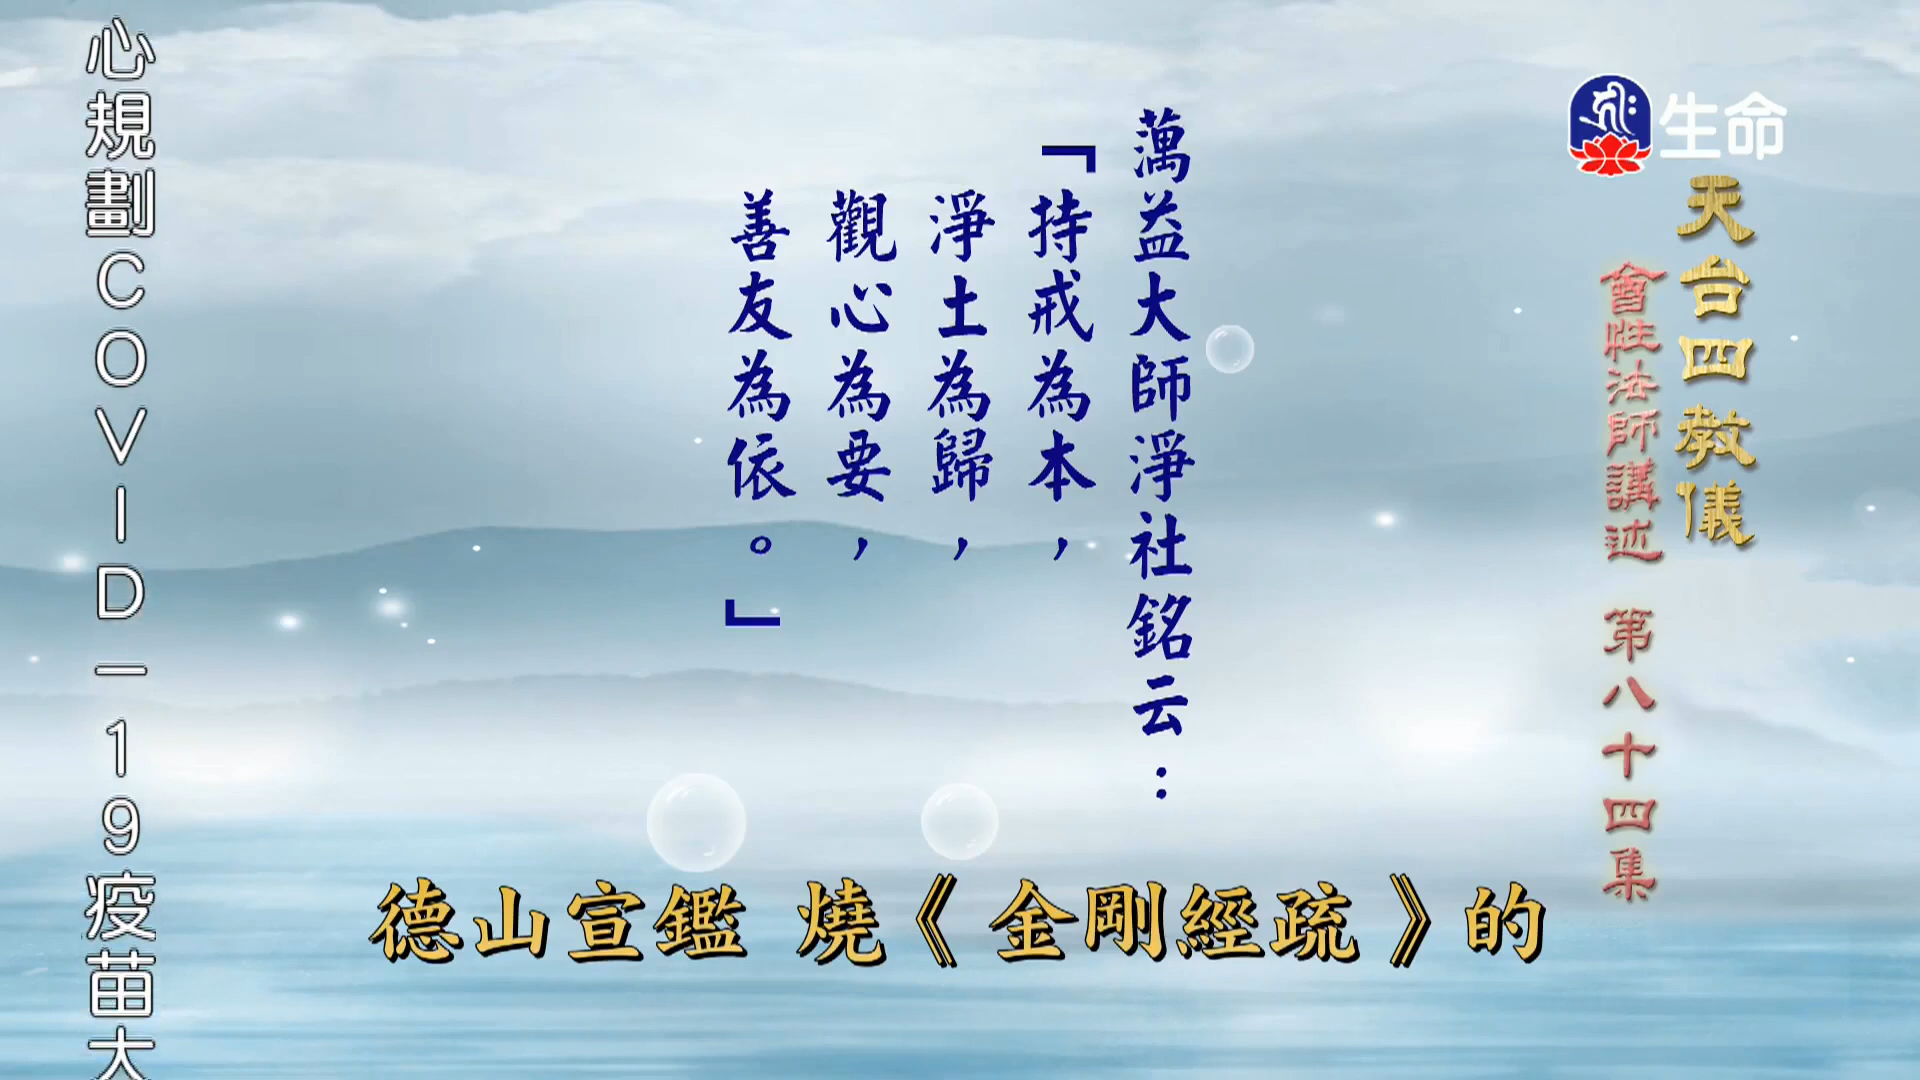 生命
天台四教儀
會性法師講述 第八十四集
蕅益大師淨社銘云：
「持戒為本，
淨土為歸，
觀心為要，
善友為依。」
德山宣鑑 燒《金剛經疏》的
心規劃COVID－19疫苗大